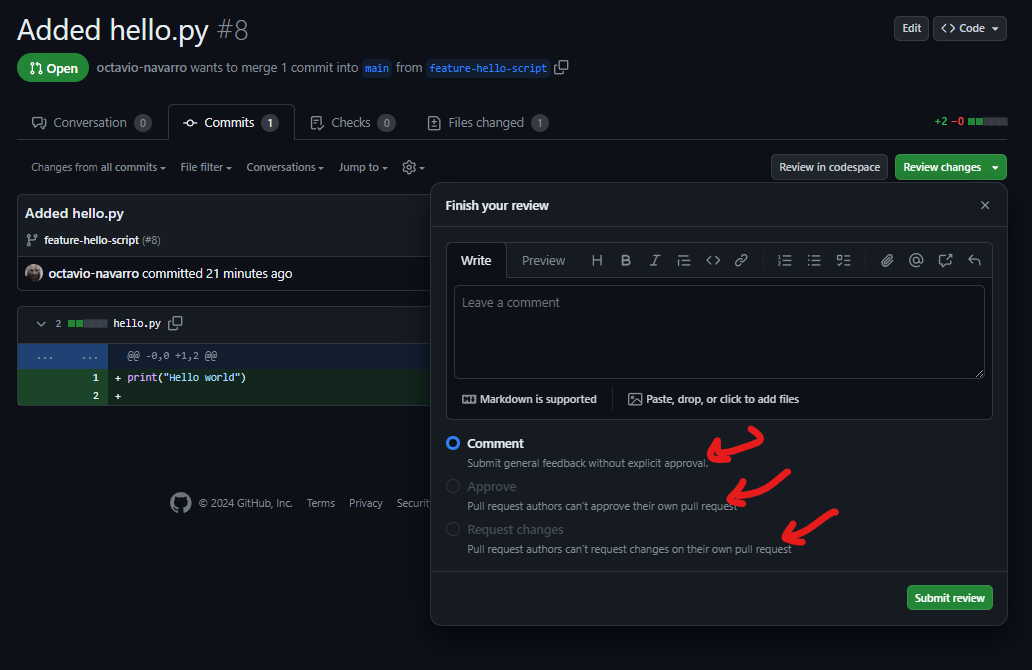 Added hello.py #8
Edit
Code
Open octavio-navarro wants to merge 1 commit into main from feature-hello-script
Conversation 0 Commits 1 Checks 0 Files changed 1
+2 −0
Changes from all commits File filter Conversations Jump to
Review in codespace Review changes
Added hello.py
feature-hello-script (#8)
octavio-navarro committed 21 minutes ago
2 hello.py
... ... @@ -0,0 +1,2 @@
1 + print("Hello world")
2 +
© 2024 GitHub, Inc. Terms Privacy Securit
Finish your review
Write Preview
Leave a comment
Markdown is supported Paste, drop, or click to add files
Comment
Submit general feedback without explicit approval.
Approve
Pull request authors can't approve their own pull request
Request changes
Pull request authors can't request changes on their own pull request
Submit review